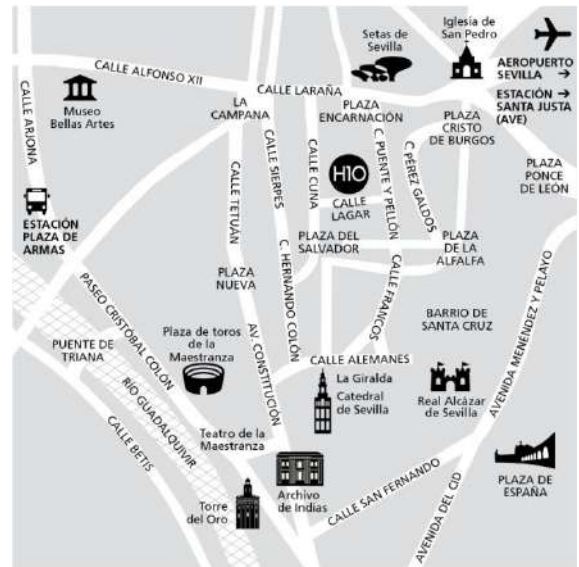 Iglesia de
San Pedro
Setas de
Sevilla
AEROPUERTO
SEVILLA →
ESTACIÓN →
SANTA JUSTA
(AVE)
CALLE ALFONSO XII
CALLE LARAÑA
Museo
Bellas Artes
CALLE ARJONA
LA
CAMPANA
PLAZA
ENCARNACIÓN
PLAZA
CRISTO
DE BURGOS
PLAZA
PONCE
DE LEÓN
CALLE TETUÁN
CALLE SIERPES
CALLE CUNA
H10
CALLE
LAGAR
C. PUENTE Y PELLÓN
C. PÉREZ GALDOS
ESTACIÓN
PLAZA DE
ARMAS
PLAZA DEL
SALVADOR
PLAZA
DE LA
ALFALFA
PLAZA
NUEVA
C. HERNANDO COLÓN
CALLE FRANCOS
PASEO CRISTÓBAL COLÓN
BARRIO DE
SANTA CRUZ
AVENIDA MENÉNDEZ Y PELAYO
PUENTE DE
TRIANA
Plaza de toros
de la
Maestranza
AV. CONSTITUCIÓN
CALLE ALEMANES
La Giralda
Catedral
de Sevilla
Real Alcázar
de Sevilla
RÍO GUADALQUIVIR
CALLE BETIS
Teatro de la
Maestranza
Torre
del Oro
Archivo
de Indias
CALLE SAN FERNANDO
AVENIDA DEL CID
PLAZA DE
ESPAÑA